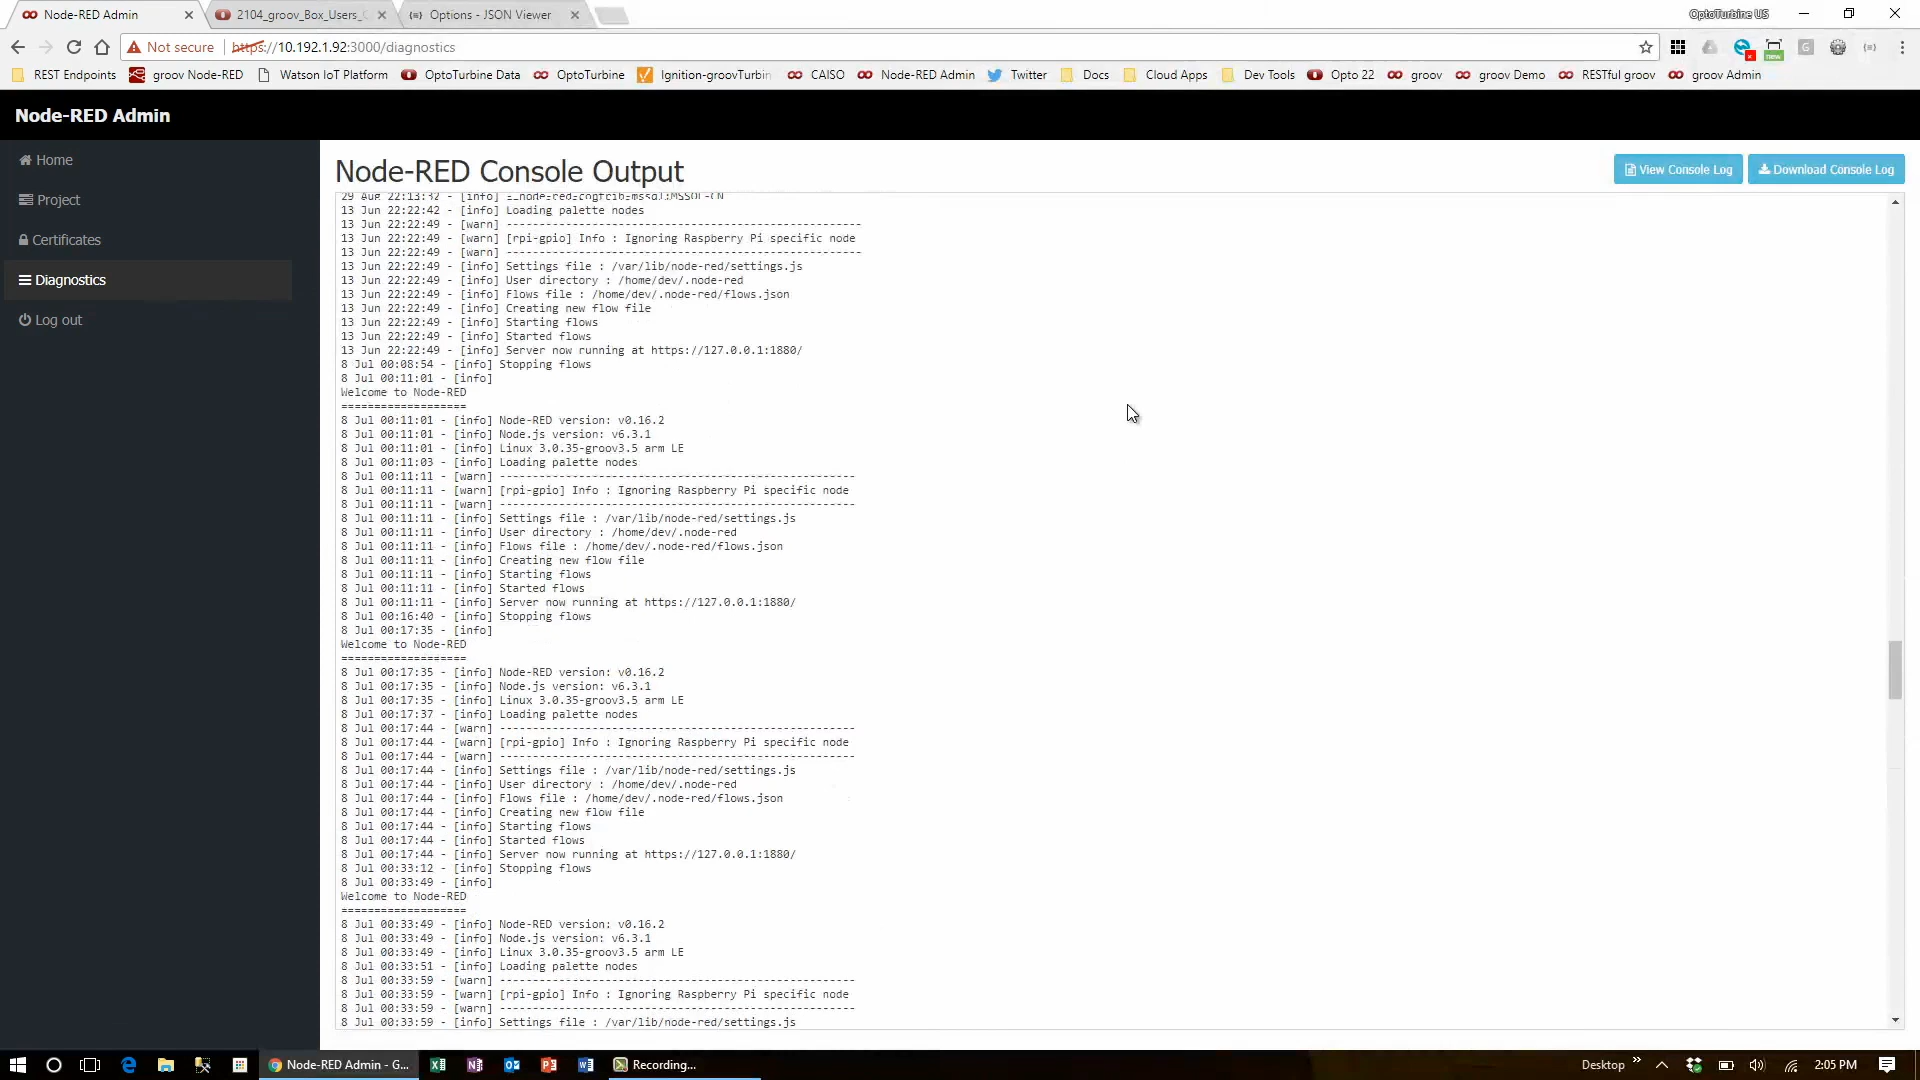 Node-RED Admin
2104_groov_Box_Users_G
Options - JSON Viewer
OptoTurbine US
Not secure
https://10.192.1.92:3000/diagnostics
REST Endpoints
groov Node-RED
Watson IoT Platform
OptoTurbine Data
OptoTurbine
Ignition-groovTurbin
CAISO
Node-RED Admin
Twitter
Docs
Cloud Apps
Dev Tools
Opto 22
groov
groov Demo
RESTful groov
groov Admin
Node-RED Admin
Home
Project
Certificates
Diagnostics
Log out
Node-RED Console Output
View Console Log
Download Console Log
13 Jun 22:22:42 - [info] Loading palette nodes
13 Jun 22:22:49 - [warn] ------------------------------------------------------
13 Jun 22:22:49 - [warn] [rpi-gpio] Info : Ignoring Raspberry Pi specific node
13 Jun 22:22:49 - [warn] ------------------------------------------------------
13 Jun 22:22:49 - [info] Settings file : /var/lib/node-red/settings.js
13 Jun 22:22:49 - [info] User directory : /home/dev/.node-red
13 Jun 22:22:49 - [info] Flows file : /home/dev/.node-red/flows.json
13 Jun 22:22:49 - [info] Creating new flow file
13 Jun 22:22:49 - [info] Starting flows
13 Jun 22:22:49 - [info] Started flows
13 Jun 22:22:49 - [info] Server now running at https://127.0.0.1:1880/
8 Jul 00:08:54 - [info] Stopping flows
8 Jul 00:11:01 - [info]
Welcome to Node-RED
===================
8 Jul 00:11:01 - [info] Node-RED version: v0.16.2
8 Jul 00:11:01 - [info] Node.js version: v6.3.1
8 Jul 00:11:01 - [info] Linux 3.0.35-groov3.5 arm LE
8 Jul 00:11:03 - [info] Loading palette nodes
8 Jul 00:11:11 - [warn] ------------------------------------------------------
8 Jul 00:11:11 - [warn] [rpi-gpio] Info : Ignoring Raspberry Pi specific node
8 Jul 00:11:11 - [warn] ------------------------------------------------------
8 Jul 00:11:11 - [info] Settings file : /var/lib/node-red/settings.js
8 Jul 00:11:11 - [info] User directory : /home/dev/.node-red
8 Jul 00:11:11 - [info] Flows file : /home/dev/.node-red/flows.json
8 Jul 00:11:11 - [info] Creating new flow file
8 Jul 00:11:11 - [info] Starting flows
8 Jul 00:11:11 - [info] Started flows
8 Jul 00:11:11 - [info] Server now running at https://127.0.0.1:1880/
8 Jul 00:16:40 - [info] Stopping flows
8 Jul 00:17:35 - [info]
Welcome to Node-RED
===================
8 Jul 00:17:35 - [info] Node-RED version: v0.16.2
8 Jul 00:17:35 - [info] Node.js version: v6.3.1
8 Jul 00:17:35 - [info] Linux 3.0.35-groov3.5 arm LE
8 Jul 00:17:37 - [info] Loading palette nodes
8 Jul 00:17:44 - [warn] ------------------------------------------------------
8 Jul 00:17:44 - [warn] [rpi-gpio] Info : Ignoring Raspberry Pi specific node
8 Jul 00:17:44 - [warn] ------------------------------------------------------
8 Jul 00:17:44 - [info] Settings file : /var/lib/node-red/settings.js
8 Jul 00:17:44 - [info] User directory : /home/dev/.node-red
8 Jul 00:17:44 - [info] Flows file : /home/dev/.node-red/flows.json
8 Jul 00:17:44 - [info] Creating new flow file
8 Jul 00:17:44 - [info] Starting flows
8 Jul 00:17:44 - [info] Started flows
8 Jul 00:17:44 - [info] Server now running at https://127.0.0.1:1880/
8 Jul 00:33:12 - [info] Stopping flows
8 Jul 00:33:49 - [info]
Welcome to Node-RED
===================
8 Jul 00:33:49 - [info] Node-RED version: v0.16.2
8 Jul 00:33:49 - [info] Node.js version: v6.3.1
8 Jul 00:33:49 - [info] Linux 3.0.35-groov3.5 arm LE
8 Jul 00:33:51 - [info] Loading palette nodes
8 Jul 00:33:59 - [warn] ------------------------------------------------------
8 Jul 00:33:59 - [warn] [rpi-gpio] Info : Ignoring Raspberry Pi specific node
8 Jul 00:33:59 - [warn] ------------------------------------------------------
8 Jul 00:33:59 - [info] Settings file : /var/lib/node-red/settings.js
Node-RED Admin - G...
Recording...
Desktop
2:05 PM